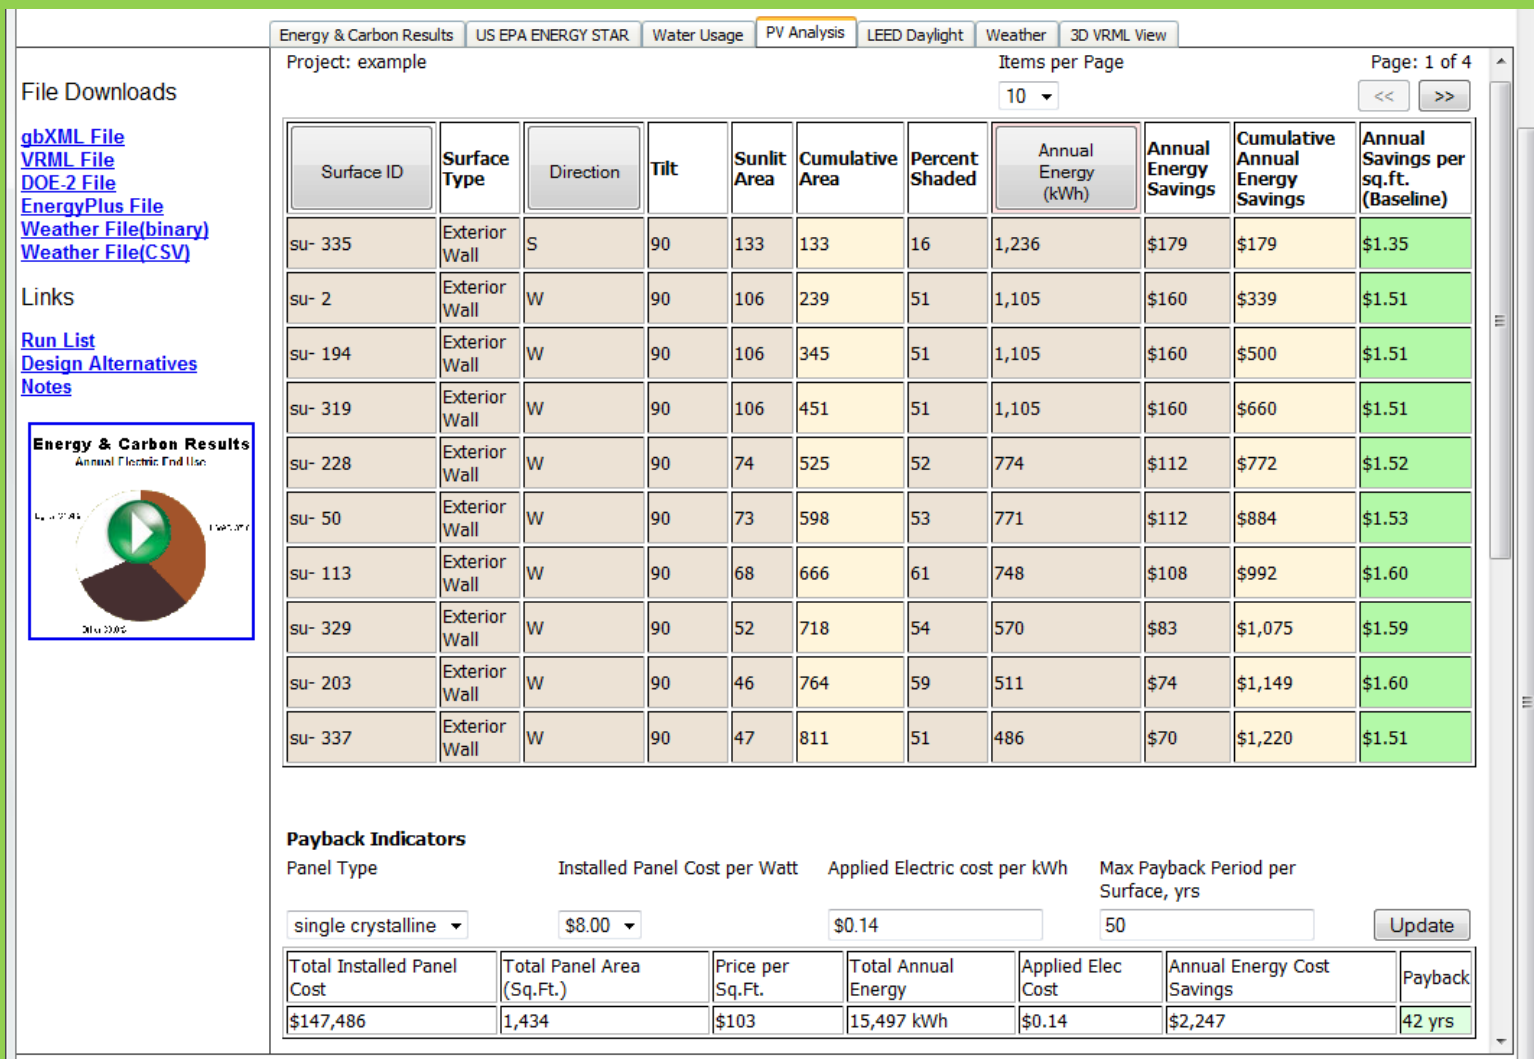 Energy & Carbon Results US EPA ENERGY STAR Water Usage PV Analysis LEED Daylight Weather 3D VRML View
File Downloads
gbXML File
VRML File
DOE-2 File
EnergyPlus File
Weather File(binary)
Weather File(CSV)
Links
Run List
Design Alternatives
Notes
Energy & Carbon Results
Annual Electric End Use
Project: example Items per Page Page: 1 of 4
10 << >>
Surface ID Surface Type Direction Tilt Sunlit Area Cumulative Area Percent Shaded Annual Energy (kWh) Annual Energy Savings Cumulative Annual Energy Savings Annual Savings per sq.ft. (Baseline)
su- 335 Exterior Wall S 90 133 133 16 1,236 $179 $179 $1.35
su- 2 Exterior Wall W 90 106 239 51 1,105 $160 $339 $1.51
su- 194 Exterior Wall W 90 106 345 51 1,105 $160 $500 $1.51
su- 319 Exterior Wall W 90 106 451 51 1,105 $160 $660 $1.51
su- 228 Exterior Wall W 90 74 525 52 774 $112 $772 $1.52
su- 50 Exterior Wall W 90 73 598 53 771 $112 $884 $1.53
su- 113 Exterior Wall W 90 68 666 61 748 $108 $992 $1.60
su- 329 Exterior Wall W 90 52 718 54 570 $83 $1,075 $1.59
su- 203 Exterior Wall W 90 46 764 59 511 $74 $1,149 $1.60
su- 337 Exterior Wall W 90 47 811 51 486 $70 $1,220 $1.51
Payback Indicators
Panel Type Installed Panel Cost per Watt Applied Electric cost per kWh Max Payback Period per Surface, yrs
single crystalline $8.00 $0.14 50 Update
Total Installed Panel Cost Total Panel Area (Sq.Ft.) Price per Sq.Ft. Total Annual Energy Applied Elec Cost Annual Energy Cost Savings Payback
$147,486 1,434 $103 15,497 kWh $0.14 $2,247 42 yrs